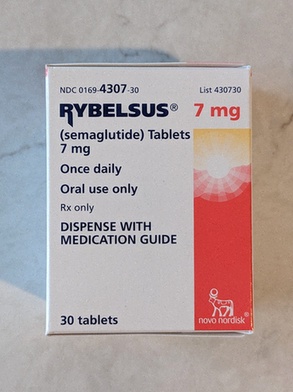 NDC 0169-4307-30 List 430730
RYBELSUS® 7 mg
(semaglutide) Tablets
7 mg
Once daily
Oral use only
Rx only
DISPENSE WITH
MEDICATION GUIDE
30 tablets
novo nordisk®